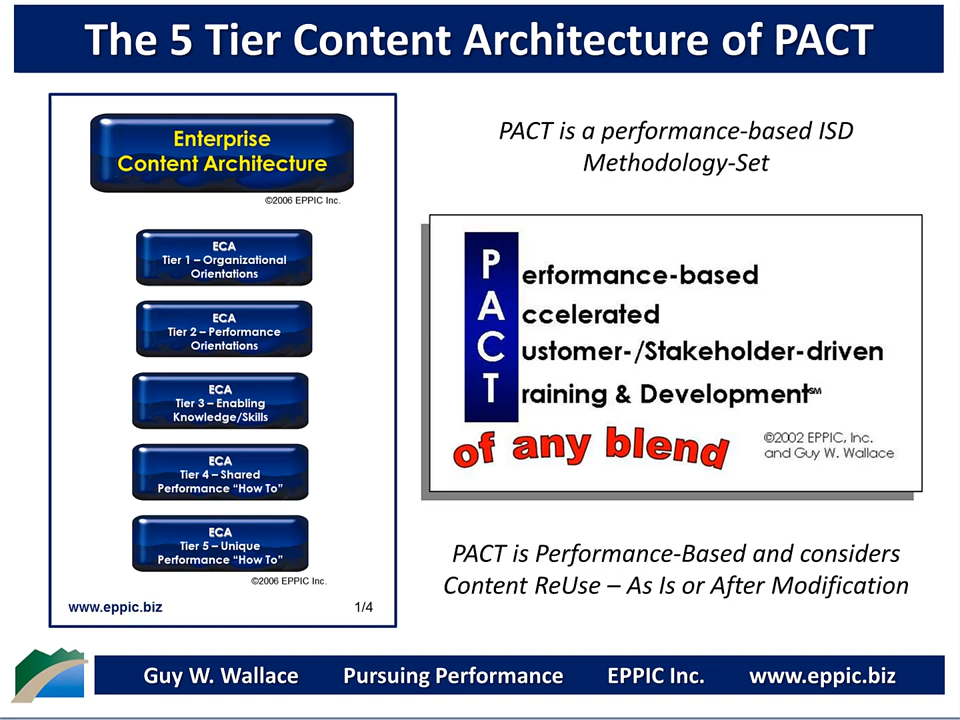 The 5 Tier Content Architecture of PACT
Enterprise
Content Architecture
©2006 EPPIC Inc.
ECA
Tier 1 – Organizational
Orientations
ECA
Tier 2 – Performance
Orientations
ECA
Tier 3 – Enabling
Knowledge/Skills
ECA
Tier 4 – Shared
Performance “How To”
ECA
Tier 5 – Unique
Performance “How To”
©2006 EPPIC Inc.
www.eppic.biz 1/4
PACT is a performance-based ISD
Methodology-Set
Performance-based
Accelerated
Customer-/Stakeholder-driven
Training & Development℠
of any blend
©2002 EPPIC, Inc.
and Guy W. Wallace
PACT is Performance-Based and considers
Content ReUse – As Is or After Modification
Guy W. Wallace Pursuing Performance EPPIC Inc. www.eppic.biz